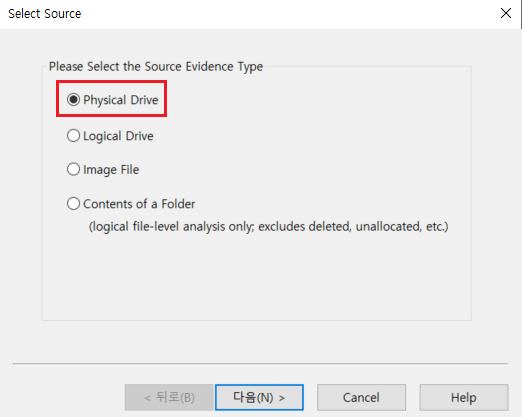 Select Source
Please Select the Source Evidence Type
Physical Drive
Logical Drive
Image File
Contents of a Folder
(logical file-level analysis only; excludes deleted, unallocated, etc.)
< 뒤로(B) 다음(N) > Cancel Help